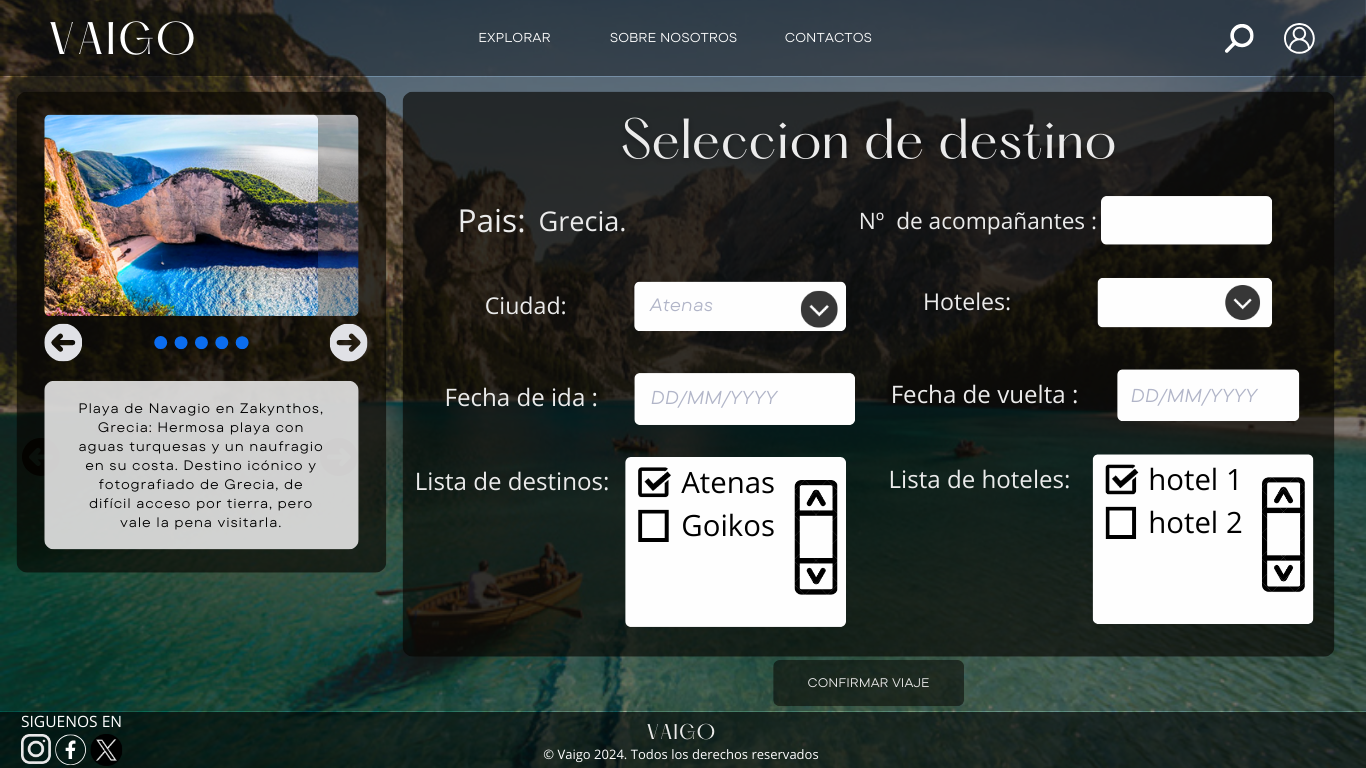 VAIGO
EXPLORAR
SOBRE NOSOTROS
CONTACTOS
Playa de Navagio en Zakynthos,
Grecia: Hermosa playa con
aguas turquesas y un naufragio
en su costa. Destino icónico y
fotografiado de Grecia, de
difícil acceso por tierra, pero
vale la pena visitarla.
Seleccion de destino
Pais: Grecia.
Nº de acompañantes :
Ciudad:
Atenas
Hoteles:
Fecha de ida :
DD/MM/YYYY
Fecha de vuelta :
DD/MM/YYYY
Lista de destinos:
Atenas
Goikos
Lista de hoteles:
hotel 1
hotel 2
CONFIRMAR VIAJE
SIGUENOS EN
VAIGO
© Vaigo 2024. Todos los derechos reservados